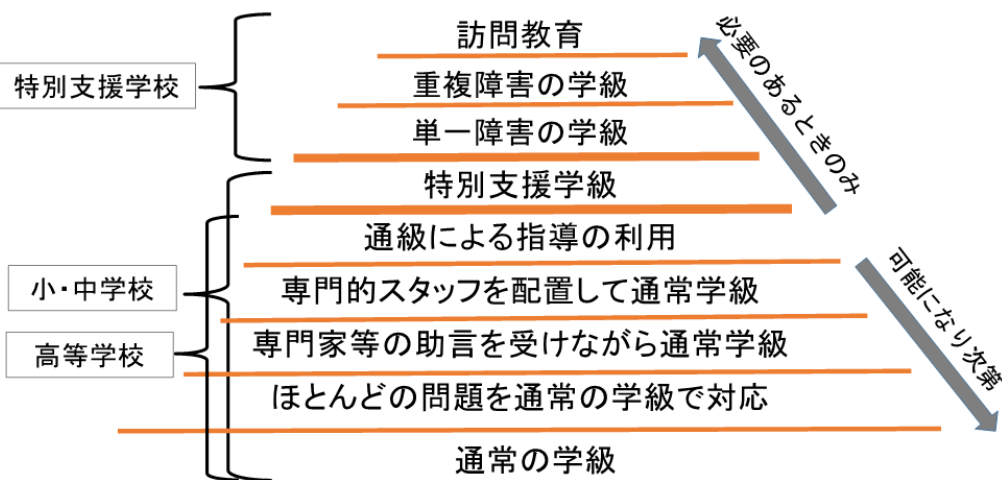 訪問教育
重複障害の学級
単一障害の学級
特別支援学級
通級による指導の利用
専門的スタッフを配置して通常学級
専門家等の助言を受けながら通常学級
ほとんどの問題を通常の学級で対応
通常の学級
特別支援学校
小・中学校
高等学校
必要のあるときのみ
可能になり次第